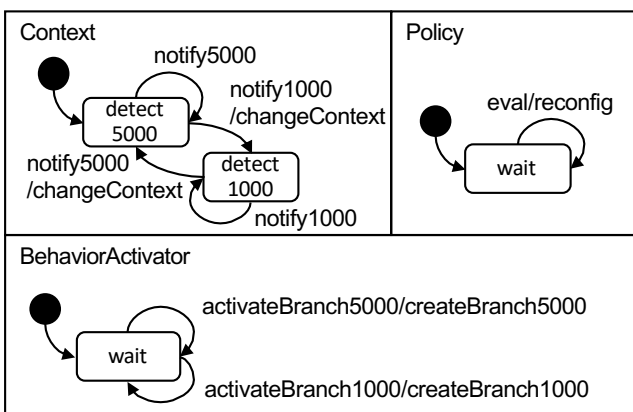 Context
notify5000
notify1000
/changeContext
detect
5000
notify5000
/changeContext
detect
1000
notify1000
Policy
eval/reconfig
wait
BehaviorActivator
activateBranch5000/createBranch5000
wait
activateBranch1000/createBranch1000